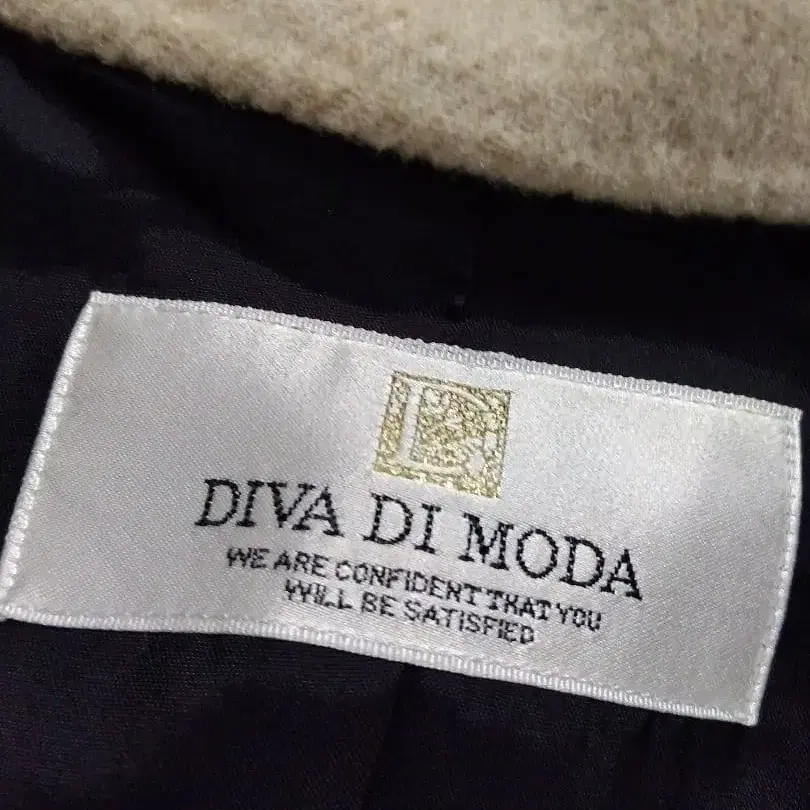 D
DIVA DI MODA
WE ARE CONFIDENT THAT YOU
WILL BE SATISFIED